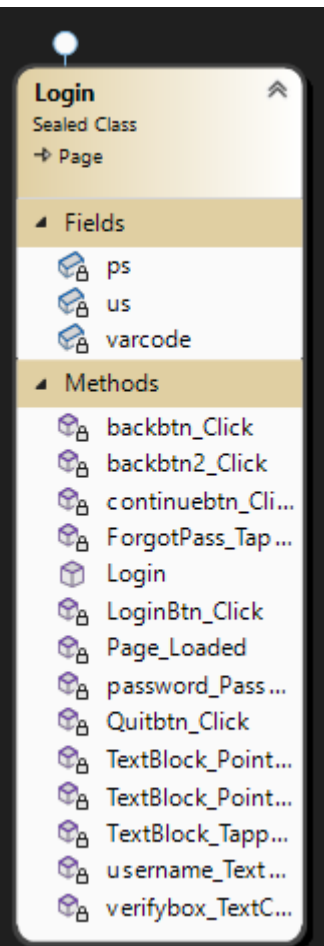 Login
Sealed Class
Page
Fields
ps
us
varcode
Methods
backbtn_Click
backbtn2_Click
continuebtn_Cli...
ForgotPass_Tap...
Login
LoginBtn_Click
Page_Loaded
password_Pass...
Quitbtn_Click
TextBlock_Point...
TextBlock_Point...
TextBlock_Tapp...
username_Text...
verifybox_TextC...